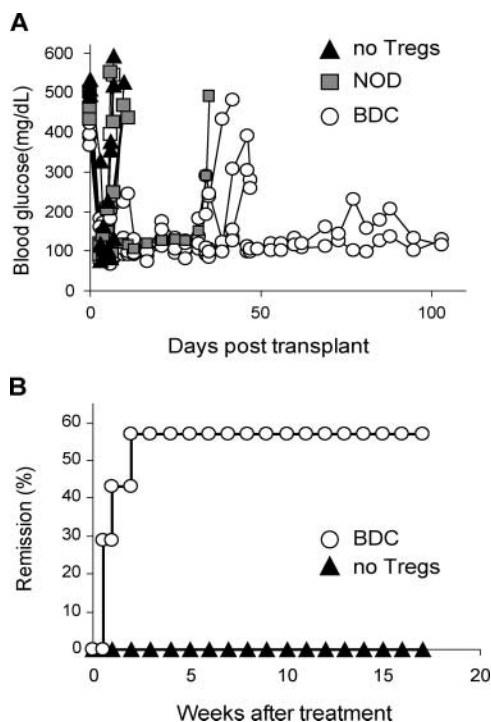 A
Blood glucose(mg/dL)
600
500
400
300
200
100
0
no Tregs
NOD
BDC
0
50
100
Days post transplant
B
Remission (%)
60
50
40
30
20
10
0
BDC
no Tregs
0
5
10
15
20
Weeks after treatment